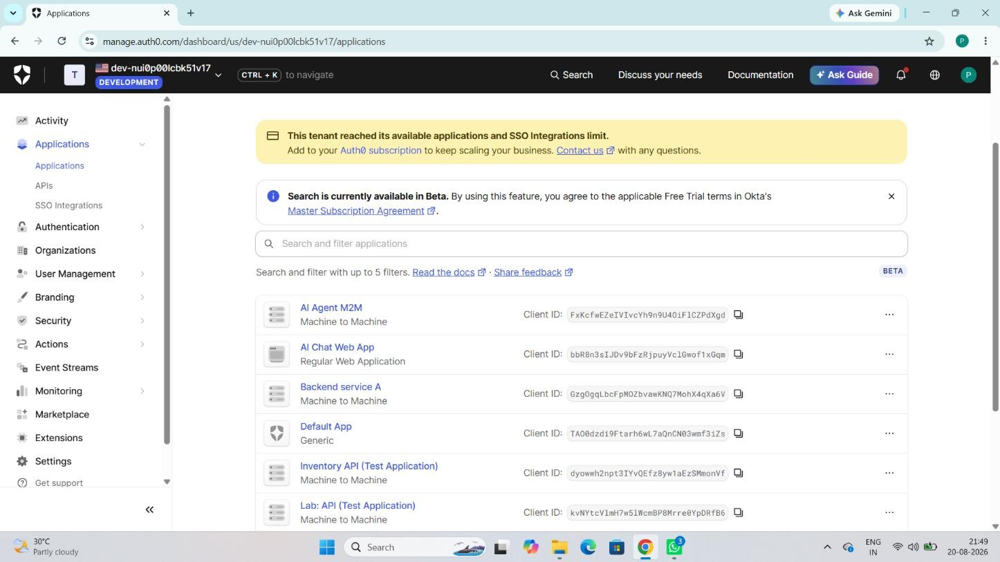 Applications
Ask Gemini
manage.auth0.com/dashboard/us/dev-nui0p00lcbk51v17/applications
P
T
dev-nui0p00lcbk51v17
DEVELOPMENT
CTRL + K to navigate
Search
Discuss your needs
Documentation
Ask Guide
P
Activity
Applications
Applications
APIs
SSO Integrations
Authentication
Organizations
User Management
Branding
Security
Actions
Event Streams
Monitoring
Marketplace
Extensions
Settings
Get support
This tenant reached its available applications and SSO Integrations limit.
Add to your Auth0 subscription to keep scaling your business. Contact us with any questions.
Search is currently available in Beta. By using this feature, you agree to the applicable Free Trial terms in Okta's
Master Subscription Agreement.
Search and filter applications
Search and filter with up to 5 filters. Read the docs · Share feedback
BETA
AI Agent M2M
Machine to Machine
Client ID: FxKcfwEZeIVIvcYh9n9U4OiFlCZPdXgd
AI Chat Web App
Regular Web Application
Client ID: bbR8n3sIJDv9bFzRjpuyVclGwof1xGqm
Backend service A
Machine to Machine
Client ID: GzgOgqLbcFpMOZbvawKNQ7MohX4qXa6V
Default App
Generic
Client ID: TAO0dzdi9Ftarh6wL7aQnCN03wmf3iZs
Inventory API (Test Application)
Machine to Machine
Client ID: dyowwh2npt3IYvQEfz8yw1aEzSMmonVf
Lab: API (Test Application)
Machine to Machine
Client ID: kvNYtcVlmH7w5lWcmBP8Mrre0YpDRfB6
30°C
Partly cloudy
Search
3
ENG
IN
21:49
20-08-2026